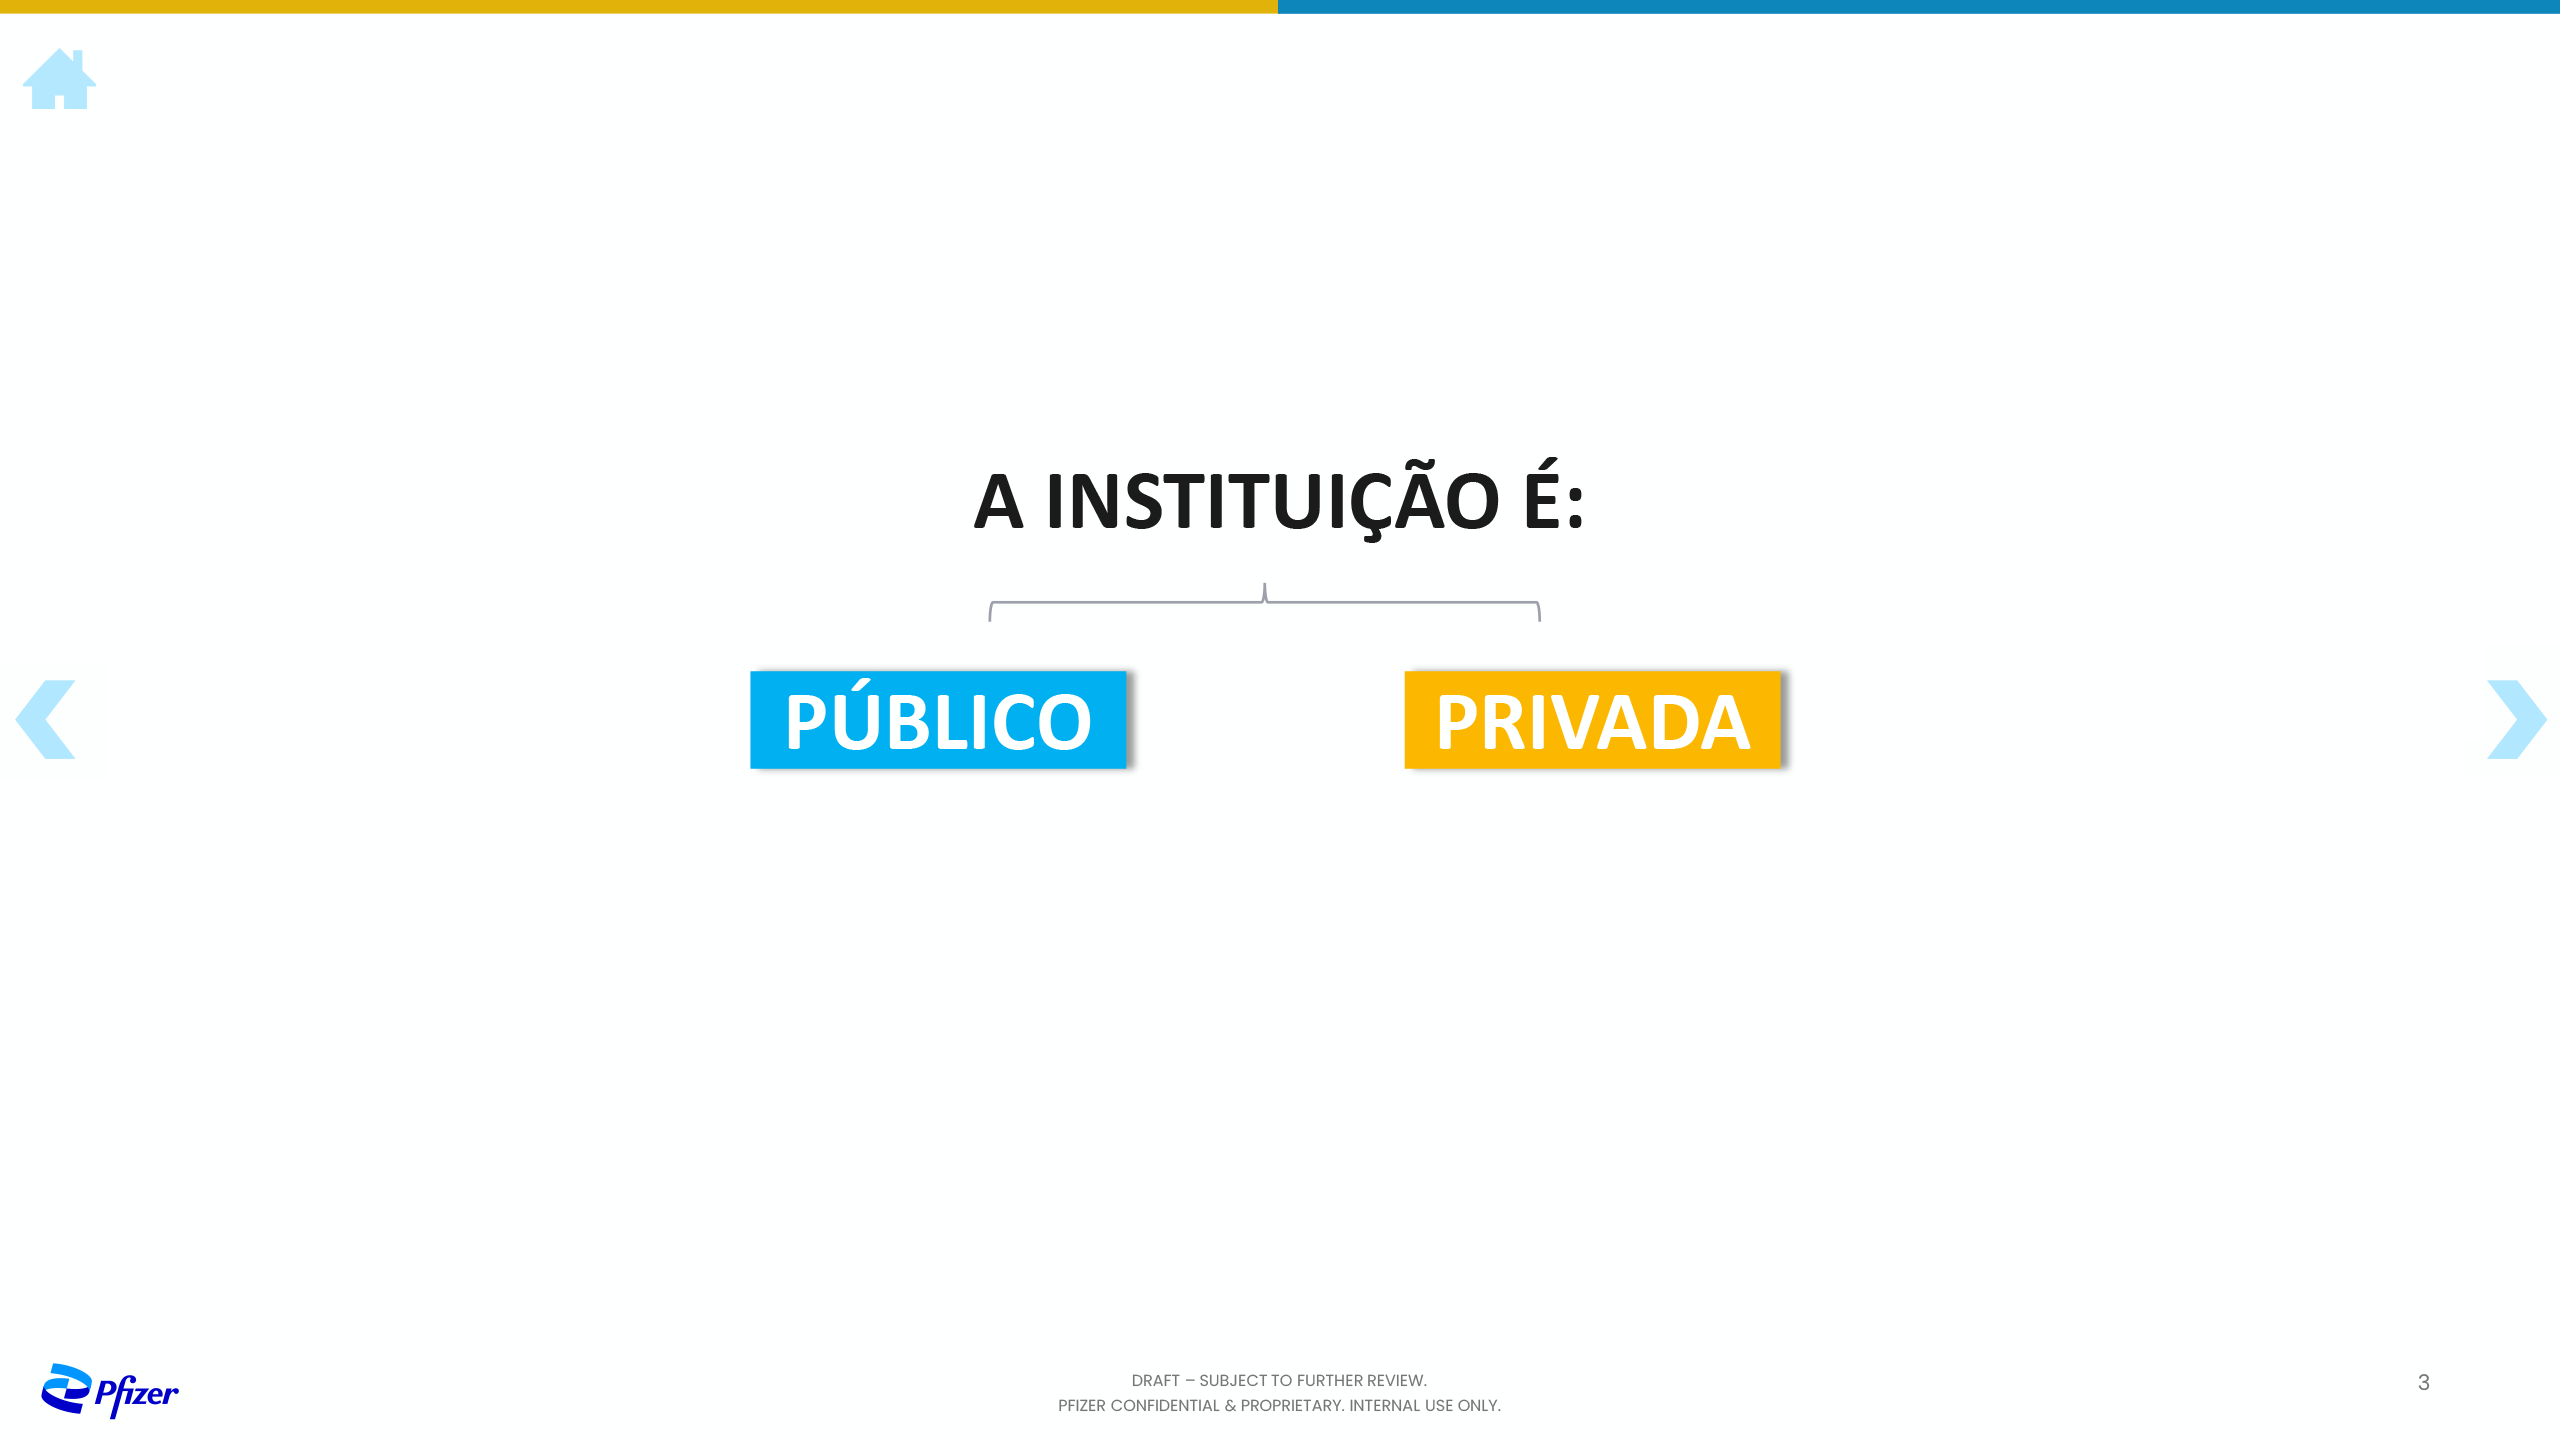 A INSTITUIÇÃO É:
PÚBLICO
PRIVADA
Pfizer
DRAFT – SUBJECT TO FURTHER REVIEW.
PFIZER CONFIDENTIAL & PROPRIETARY. INTERNAL USE ONLY.
3